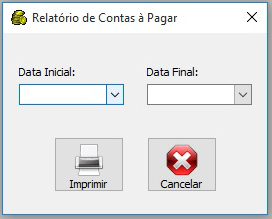 Relatório de Contas à Pagar
Data Inicial: Data Final:
Imprimir Cancelar